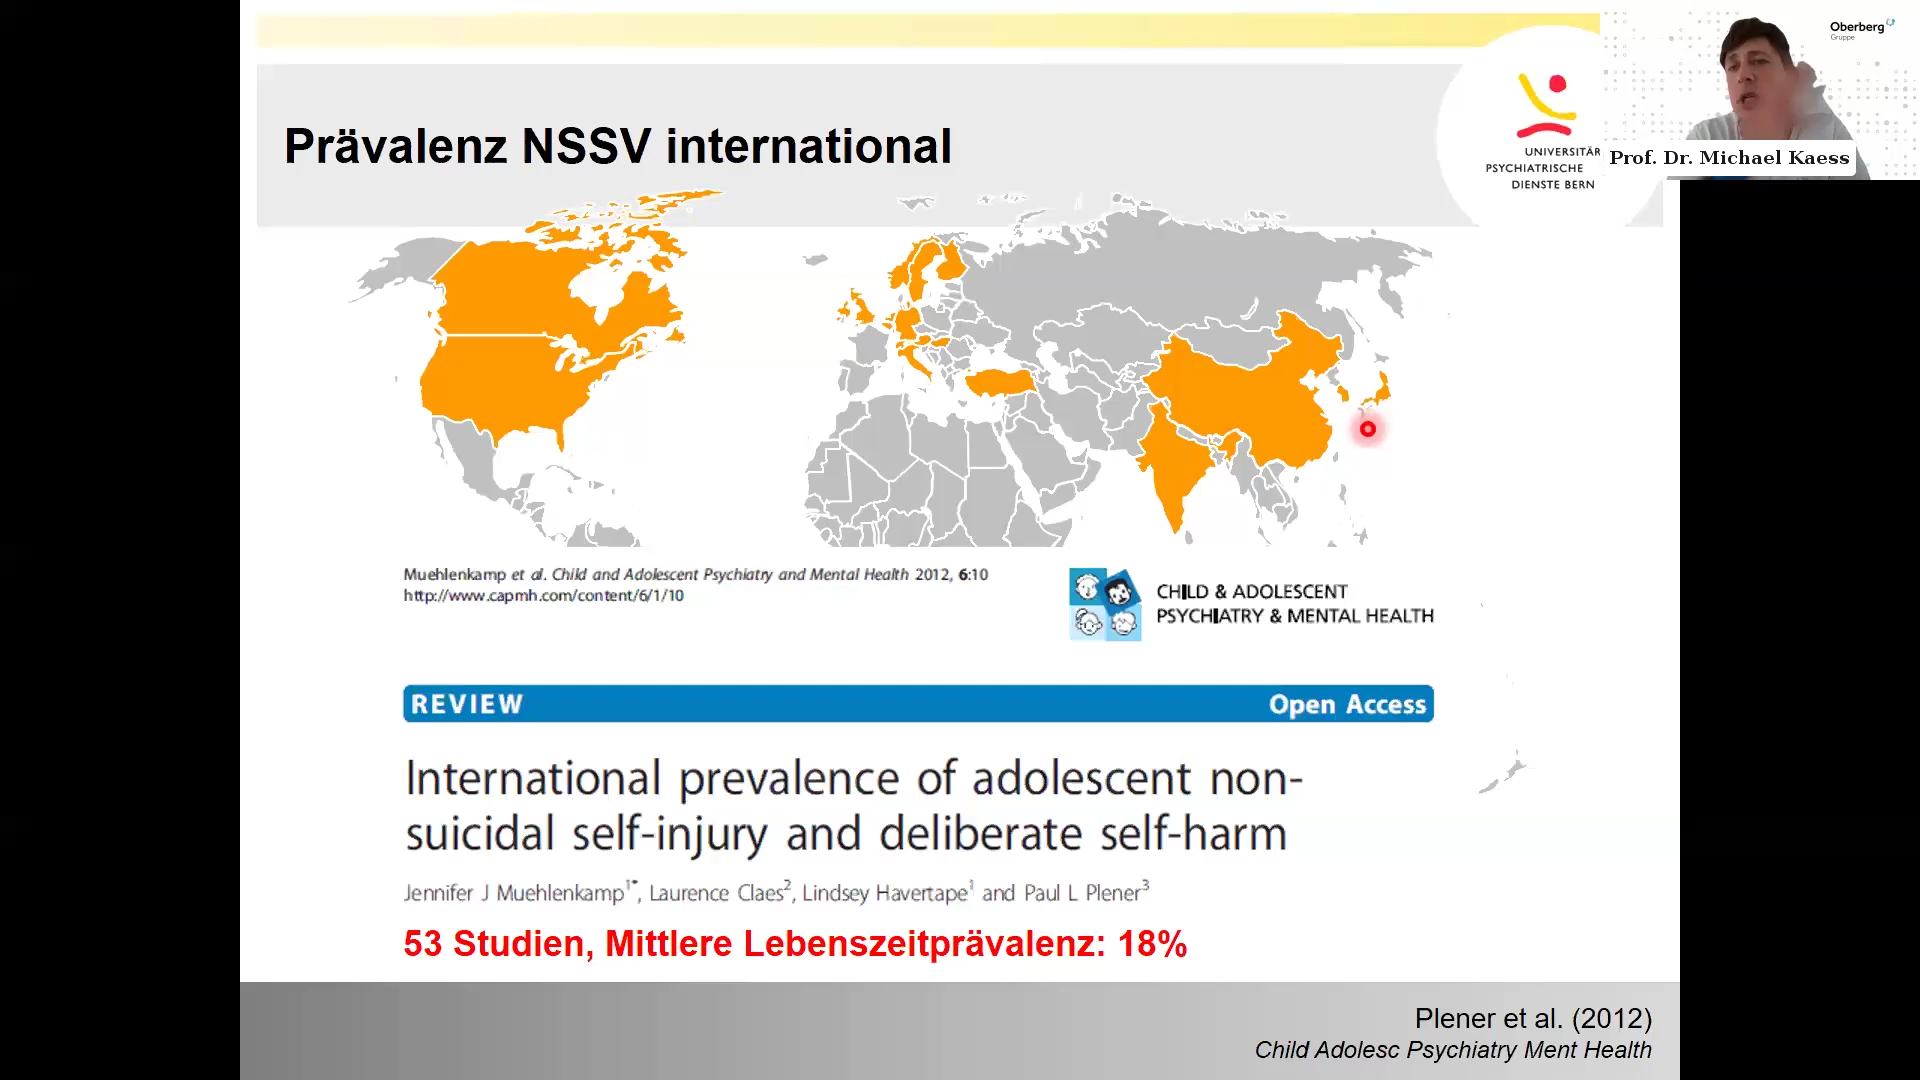 Prävalenz NSSV international
UNIVERSITÄR
PSYCHIATRISCHE
DIENSTE BERN
Oberberg
Gruppe
Prof. Dr. Michael Kaess
Muehlenkamp et al. Child and Adolescent Psychiatry and Mental Health 2012, 6:10
http://www.capmh.com/content/6/1/10
CHILD & ADOLESCENT
PSYCHIATRY & MENTAL HEALTH
REVIEW Open Access
International prevalence of adolescent non-
suicidal self-injury and deliberate self-harm
Jennifer J Muehlenkamp1*, Laurence Claes2, Lindsey Havertape1 and Paul L Plener3
53 Studien, Mittlere Lebenszeitprävalenz: 18%
Plener et al. (2012)
Child Adolesc Psychiatry Ment Health